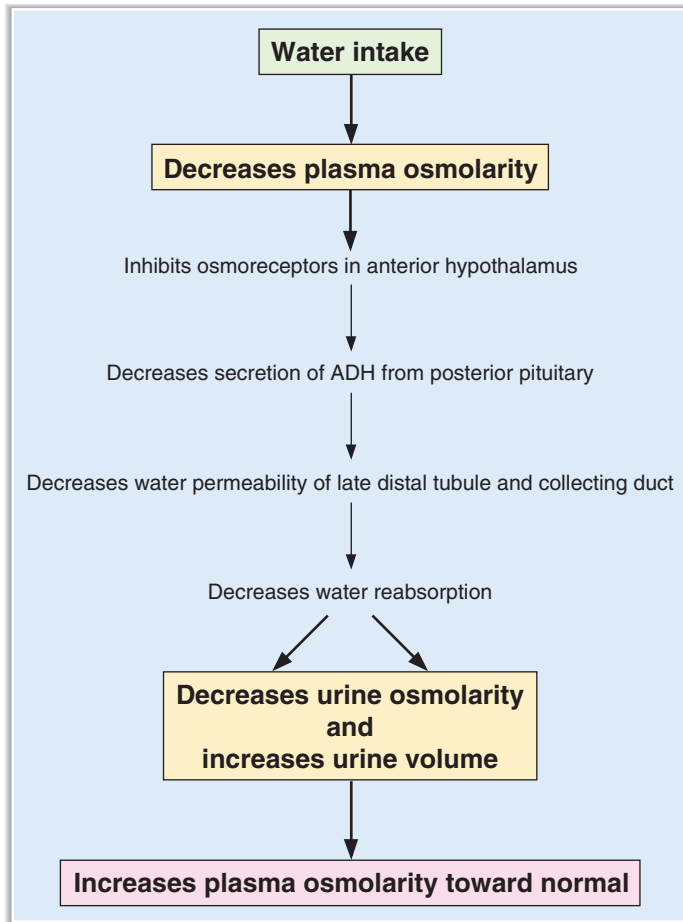 Water intake
Decreases plasma osmolarity
Inhibits osmoreceptors in anterior hypothalamus
Decreases secretion of ADH from posterior pituitary
Decreases water permeability of late distal tubule and collecting duct
Decreases water reabsorption
Decreases urine osmolarity
and
increases urine volume
Increases plasma osmolarity toward normal